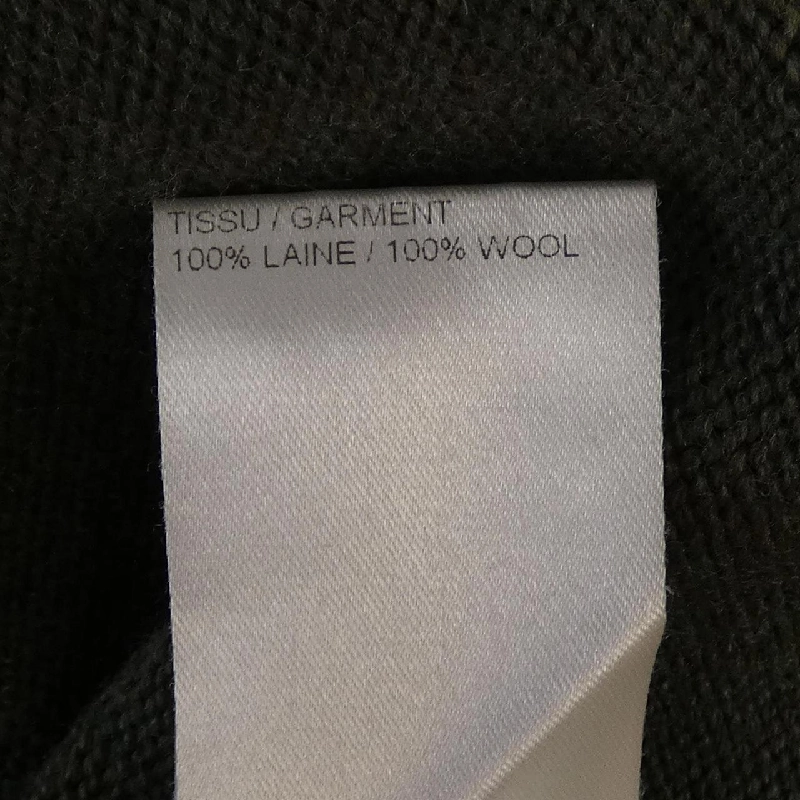 TISSU / GARMENT
100% LAINE / 100% WOOL